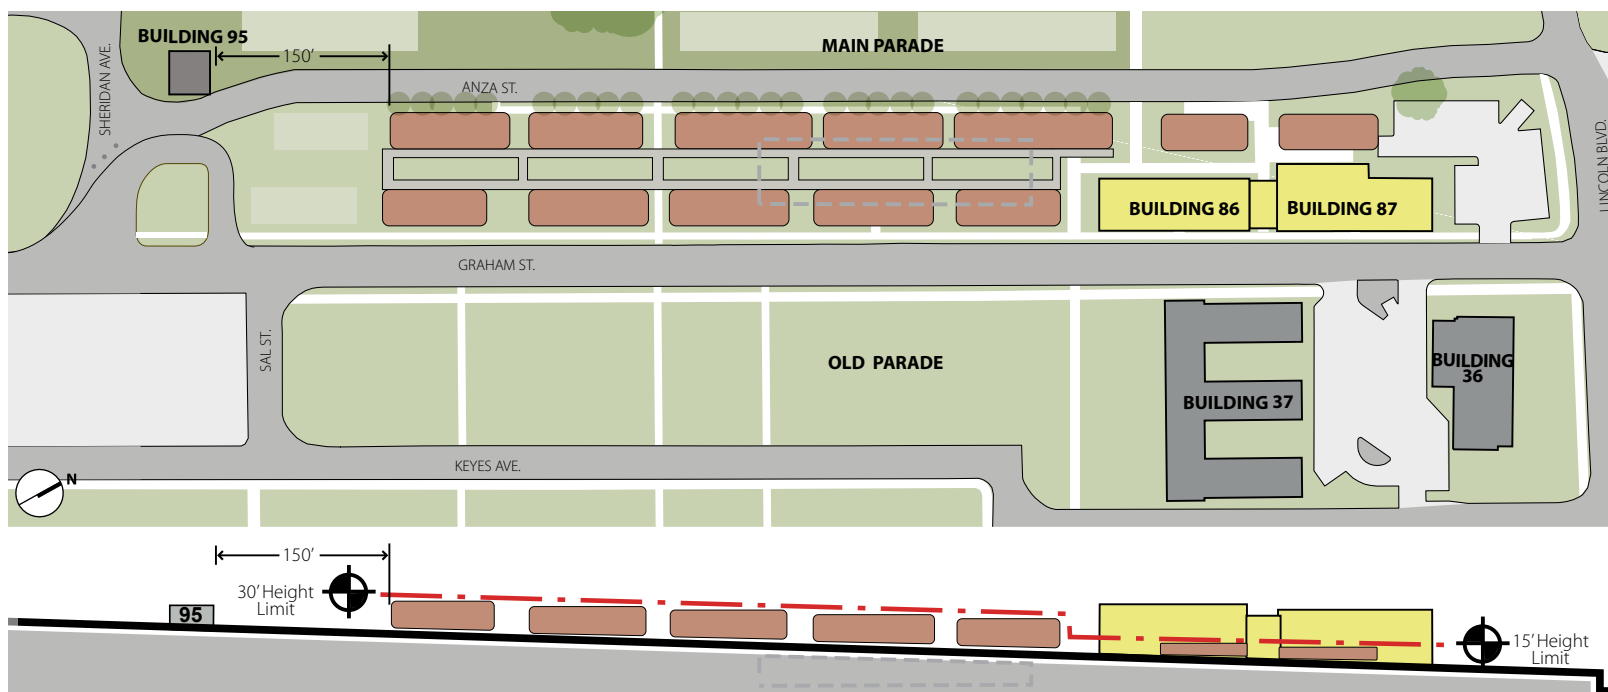 BUILDING 95
150’
MAIN PARADE
SHERIDAN AVE.
ANZA ST.
LINCOLN BLVD.
BUILDING 86
BUILDING 87
GRAHAM ST.
SAL ST.
OLD PARADE
BUILDING
36
BUILDING 37
KEYES AVE.
N
150’
30’ Height
Limit
95
15’ Height
Limit